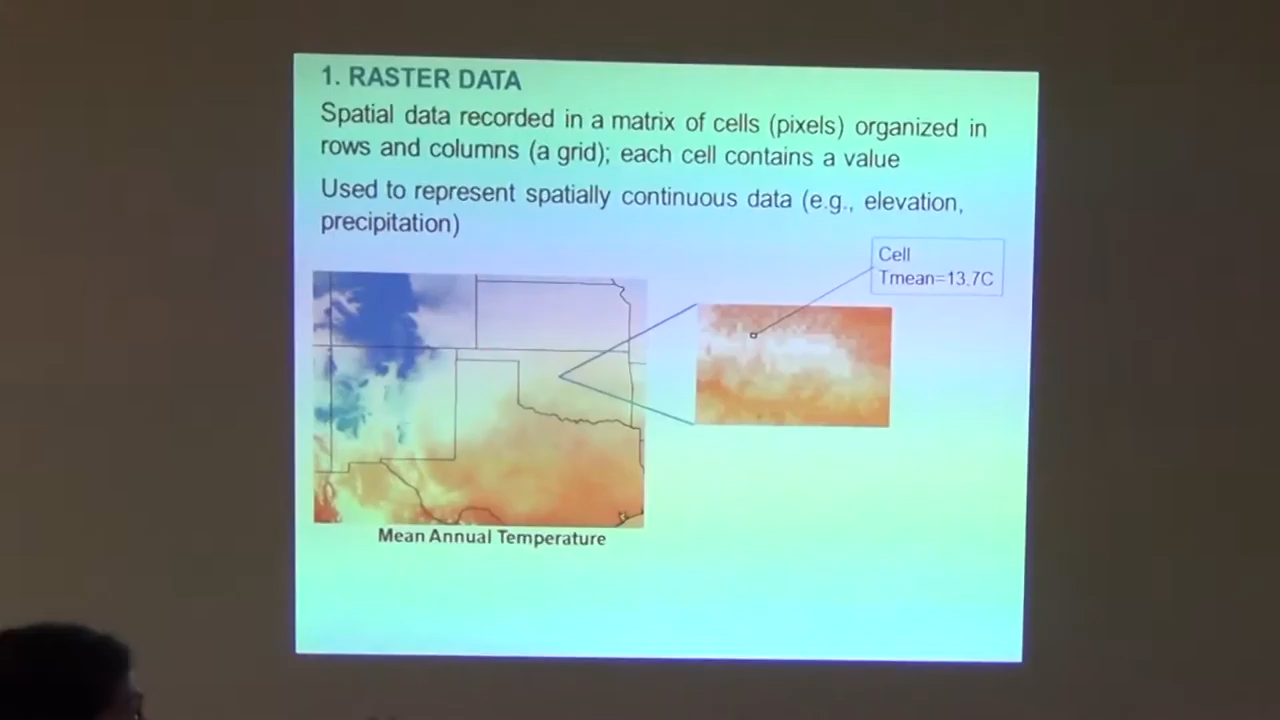 1. RASTER DATA
Spatial data recorded in a matrix of cells (pixels) organized in
rows and columns (a grid); each cell contains a value
Used to represent spatially continuous data (e.g., elevation,
precipitation)
Cell
Tmean=13.7C
Mean Annual Temperature